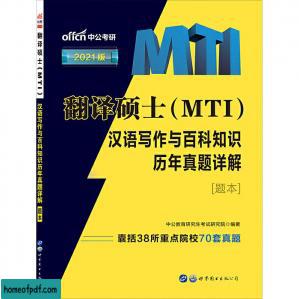 offcn 中公考研
2021版
MTI
翻译硕士(MTI)
汉语写作与百科知识
历年真题详解
[题本]
中公教育研究生考试研究院◎编著
囊括38所重点院校70套真题
世界图书出版公司
翻译硕士(MTI)
汉语写作与百科知识历年真题详解
题本
homeofpdf.com